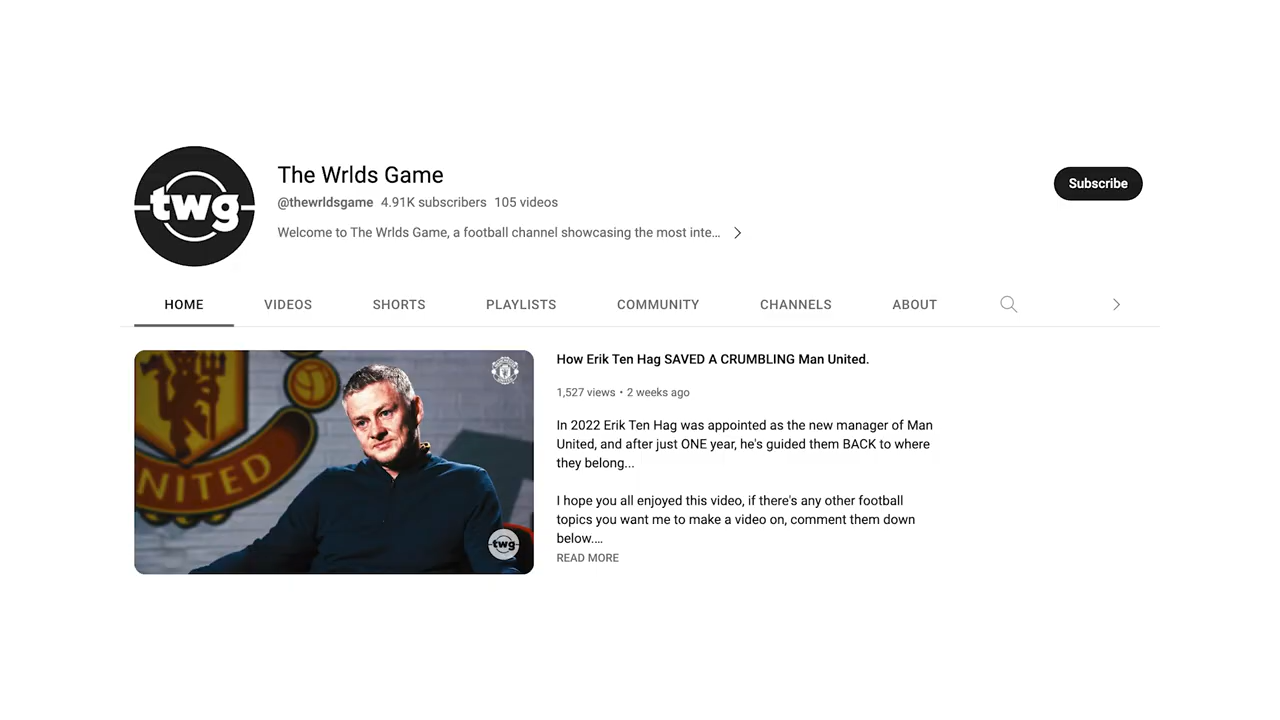 twg
The Wrlds Game
@thewrldsgame 4.91K subscribers 105 videos
Welcome to The Wrlds Game, a football channel showcasing the most inte...
Subscribe
HOME VIDEOS SHORTS PLAYLISTS COMMUNITY CHANNELS ABOUT
NITED
twg
How Erik Ten Hag SAVED A CRUMBLING Man United.
1,527 views • 2 weeks ago
In 2022 Erik Ten Hag was appointed as the new manager of Man
United, and after just ONE year, he's guided them BACK to where
they belong...
I hope you all enjoyed this video, if there's any other football
topics you want me to make a video on, comment them down
below....
READ MORE